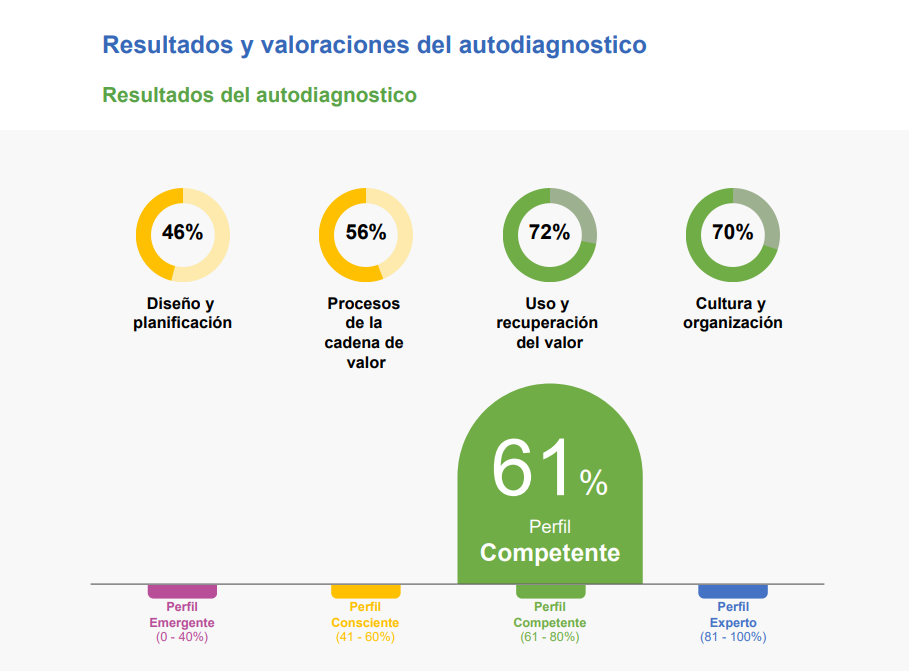 Resultados y valoraciones del autodiagnostico
Resultados del autodiagnostico
46%
56%
72%
70%
Diseño y
planificación
Procesos
de la
cadena de
valor
Uso y
recuperación
del valor
Cultura y
organización
61%
Perfil
Competente
Perfil
Emergente
(0 - 40%)
Perfil
Consciente
(41 - 60%)
Perfil
Competente
(61 - 80%)
Perfil
Experto
(81 - 100%)